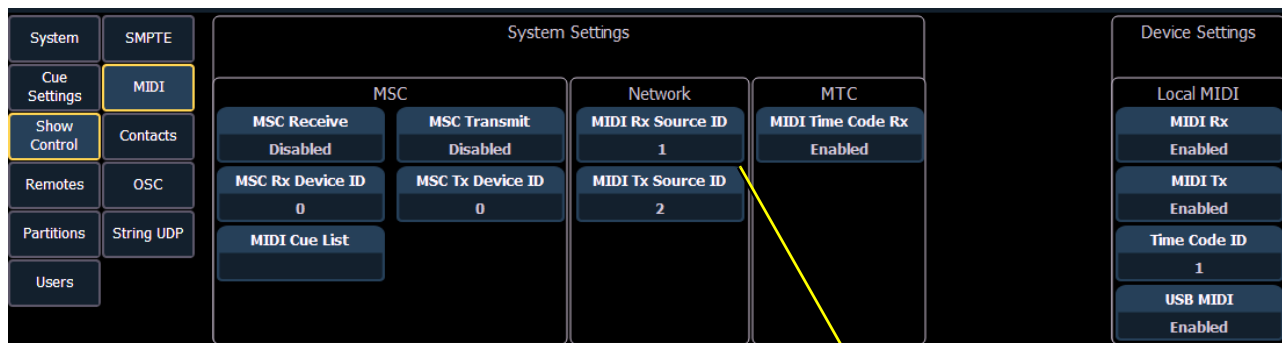 System
SMPTE
Cue
Settings
MIDI
Show
Control
Contacts
Remotes
OSC
Partitions
String UDP
Users
System Settings
MSC
MSC Receive
Disabled
MSC Transmit
Disabled
MSC Rx Device ID
0
MSC Tx Device ID
0
MIDI Cue List
Network
MIDI Rx Source ID
1
MIDI Tx Source ID
2
MTC
MIDI Time Code Rx
Enabled
Device Settings
Local MIDI
MIDI Rx
Enabled
MIDI Tx
Enabled
Time Code ID
1
USB MIDI
Enabled